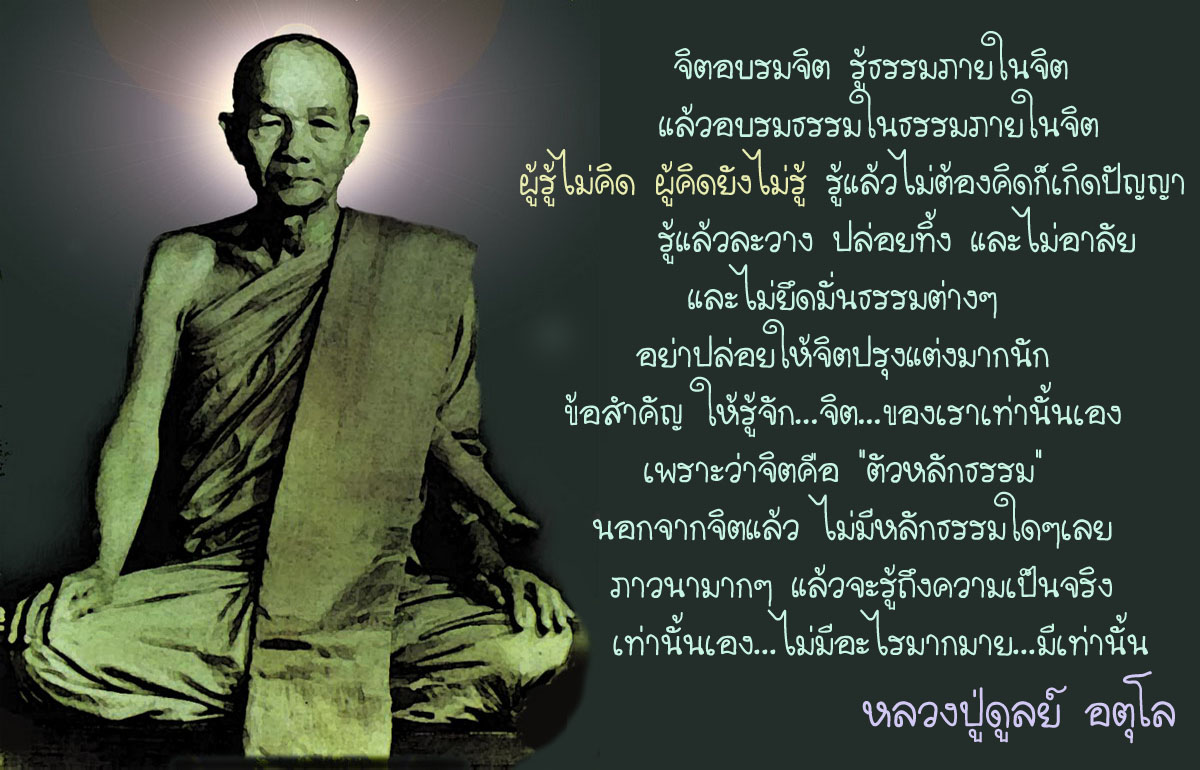 จิตอบรมจิต รู้ธรรมภายในจิต
แล้วอบรมธรรมในธรรมภายในจิต
ผู้รู้ไม่คิด ผู้คิดยังไม่รู้ รู้แล้วไม่ต้องคิดก็เกิดปัญญา
รู้แล้วละวาง ปล่อยทิ้ง และไม่อาลัย
และไม่ยึดมั่นธรรมต่างๆ
อย่าปล่อยให้จิตปรุงแต่งมากนัก
ข้อสำคัญ ให้รู้จัก...จิต...ของเราเท่านั้นเอง
เพราะว่าจิตคือ "ตัวหลักธรรม"
นอกจากจิตแล้ว ไม่มีหลักธรรมใดๆเลย
ภาวนามากๆ แล้วจะรู้ถึงความเป็นจริง
เท่านั้นเอง...ไม่มีอะไรมากมาย...มีเท่านั้น
หลวงปู่ดูลย์ อตุโล